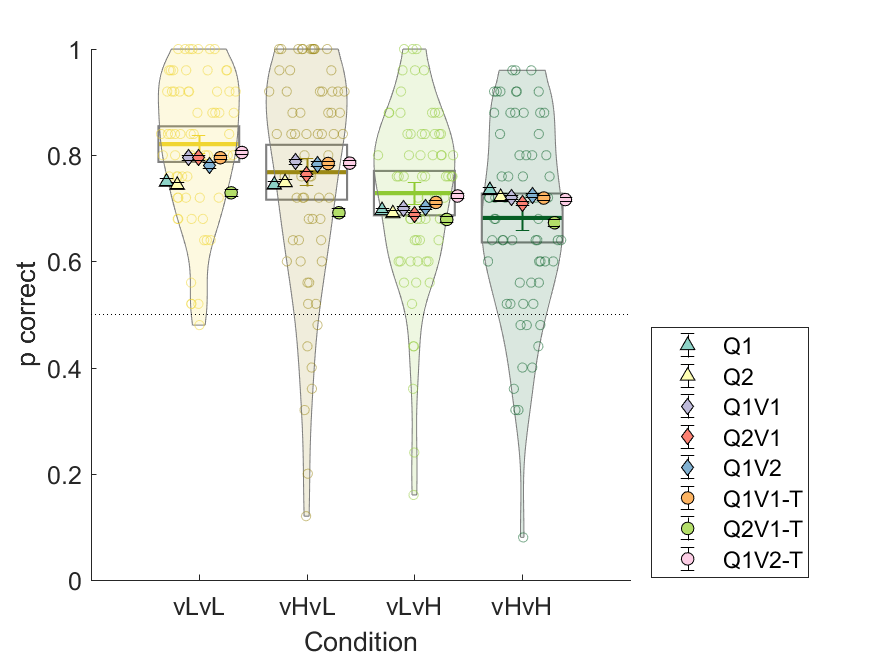 1
0.8
0.6
0.4
0.2
0
p correct
vLvL vHvL vLvH vHvH
Condition
Q1
Q2
Q1V1
Q2V1
Q1V2
Q1V1-T
Q2V1-T
Q1V2-T